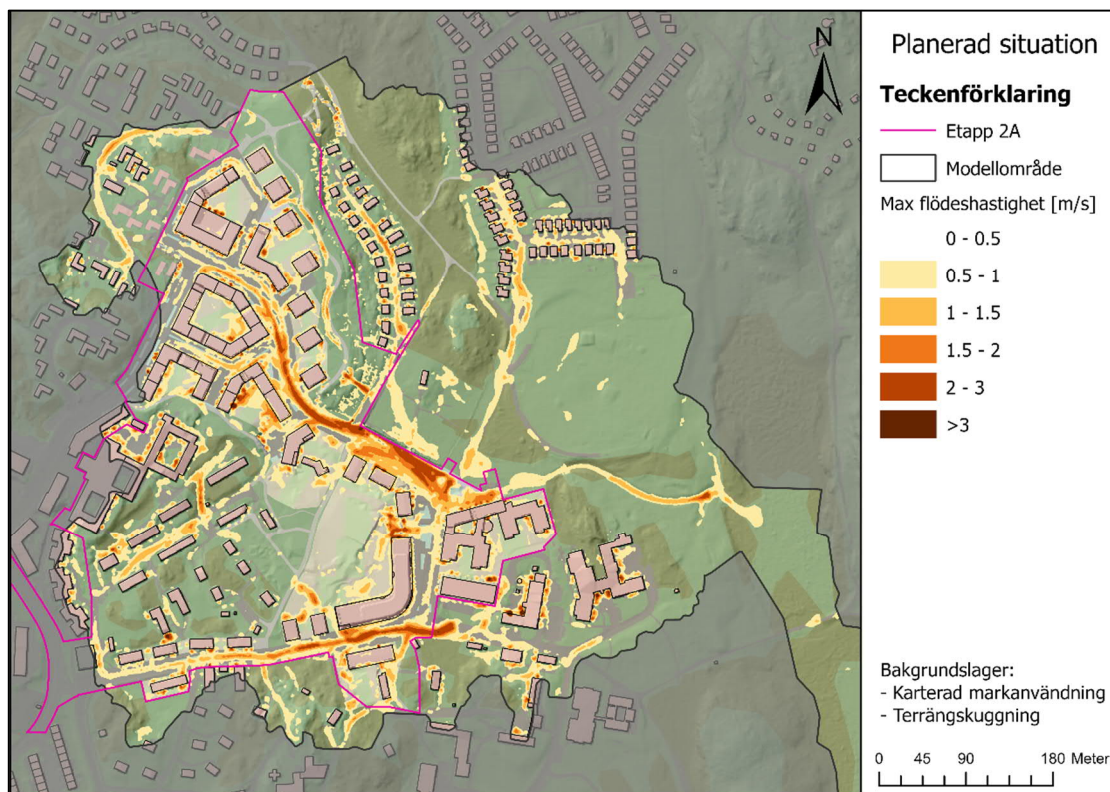 N
Planerad situation
Teckenförklaring
Etapp 2A
Modellområde
Max flödeshastighet [m/s]
0 - 0.5
0.5 - 1
1 - 1.5
1.5 - 2
2 - 3
>3
Bakgrundslager:
- Karterad markanvändning
- Terrängskuggning
0 45 90 180 Meter